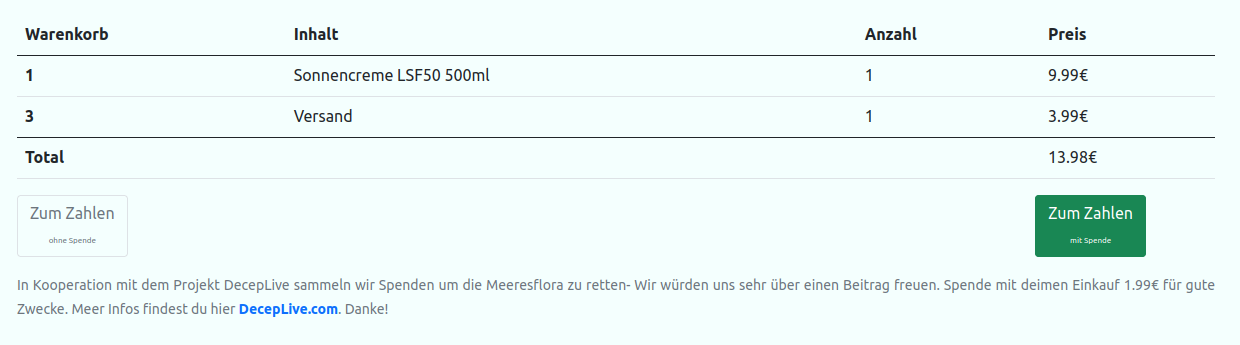 Warenkorb Inhalt Anzahl Preis
1 Sonnencreme LSF50 500ml 1 9.99€
3 Versand 1 3.99€
Total 13.98€
Zum Zahlen Zum Zahlen
ohne Spende mit Spende
In Kooperation mit dem Projekt DecepLive sammeln wir Spenden um die Meeresflora zu retten- Wir würden uns sehr über einen Beitrag freuen. Spende mit deimen Einkauf 1.99€ für gute
Zwecke. Meer Infos findest du hier DecepLive.com. Danke!